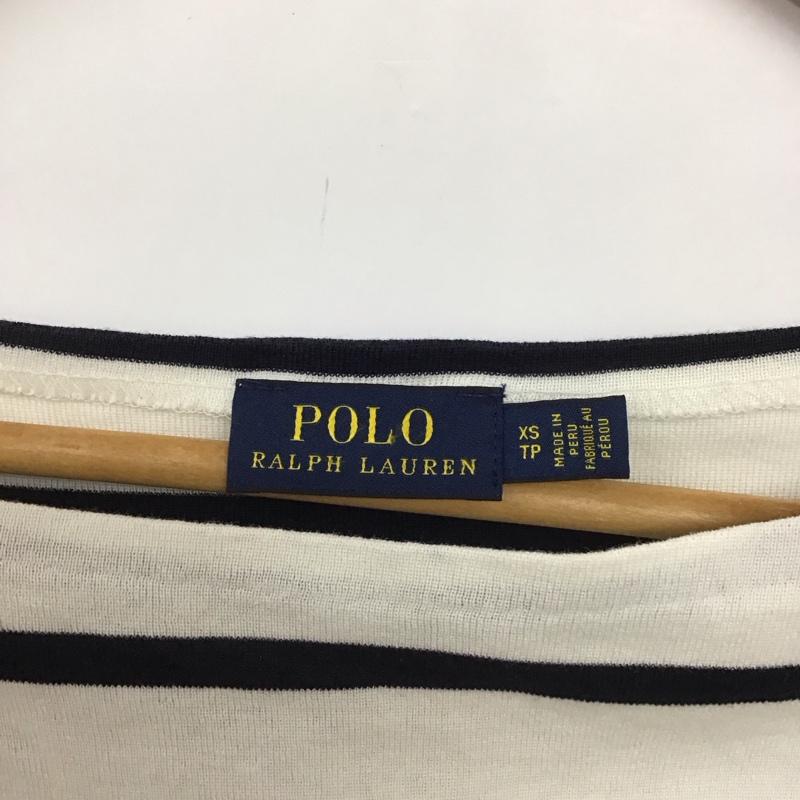 POLO
RALPH LAUREN
XS
TP
MADE IN
PERU
FABRIQUÉ AU
PÉROU